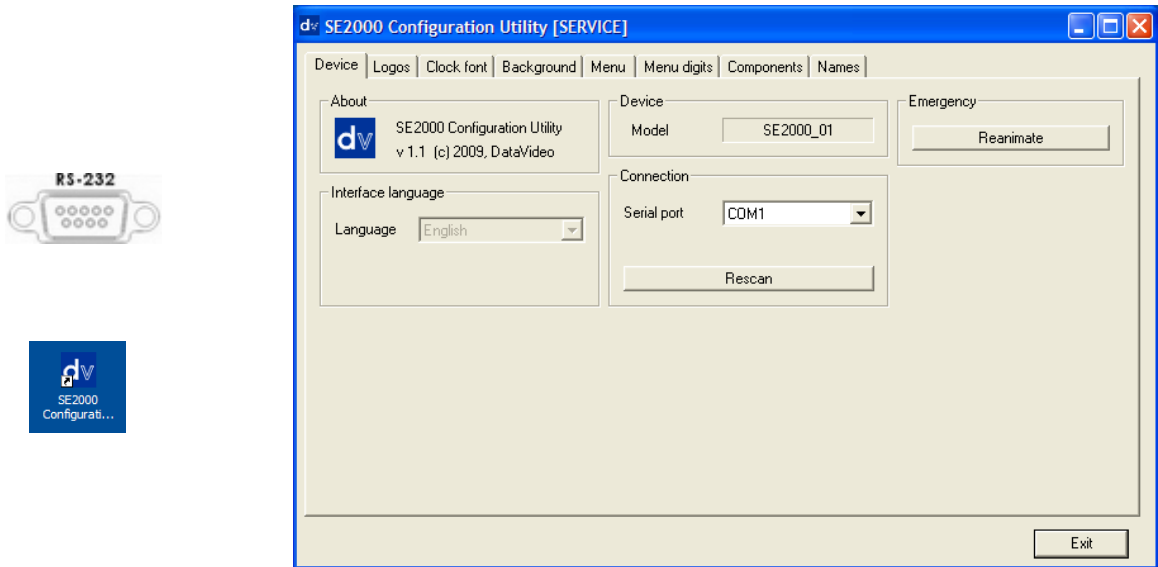 RS-232
dv
SE2000
Configurati...
dv SE2000 Configuration Utility [SERVICE]
Device Logos Clock font Background Menu Menu digits Components Names
About
dv
SE2000 Configuration Utility
v 1.1 (c) 2009, DataVideo
Interface language
Language English
Device
Model SE2000_01
Connection
Serial port COM1
Rescan
Emergency
Reanimate
Exit